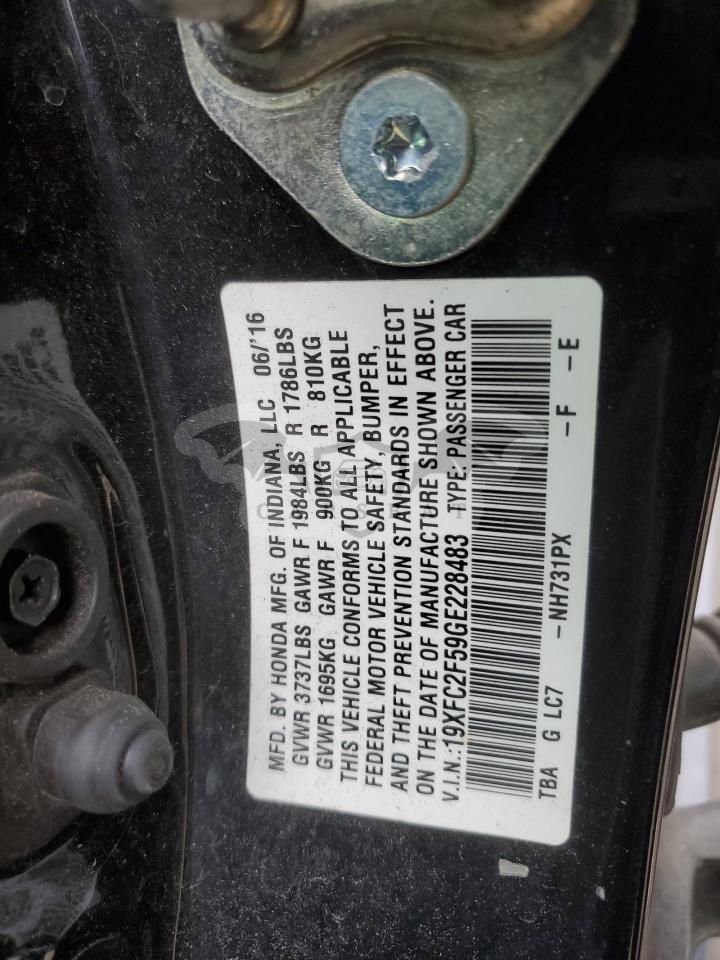 MFD. BY HONDA MFG. OF INDIANA, LLC 06/'16
GVWR 3737LBS GAWR F 1984LBS R 1786LBS
GVWR 1695KG GAWR F 900KG R 810KG
THIS VEHICLE CONFORMS TO ALL APPLICABLE
FEDERAL MOTOR VEHICLE SAFETY, BUMPER,
AND THEFT PREVENTION STANDARDS IN EFFECT
ON THE DATE OF MANUFACTURE SHOWN ABOVE.
V.I.N.:19XFC2F59GE228483 TYPE: PASSENGER CAR
TBA G LC7 -NH731PX -F -E